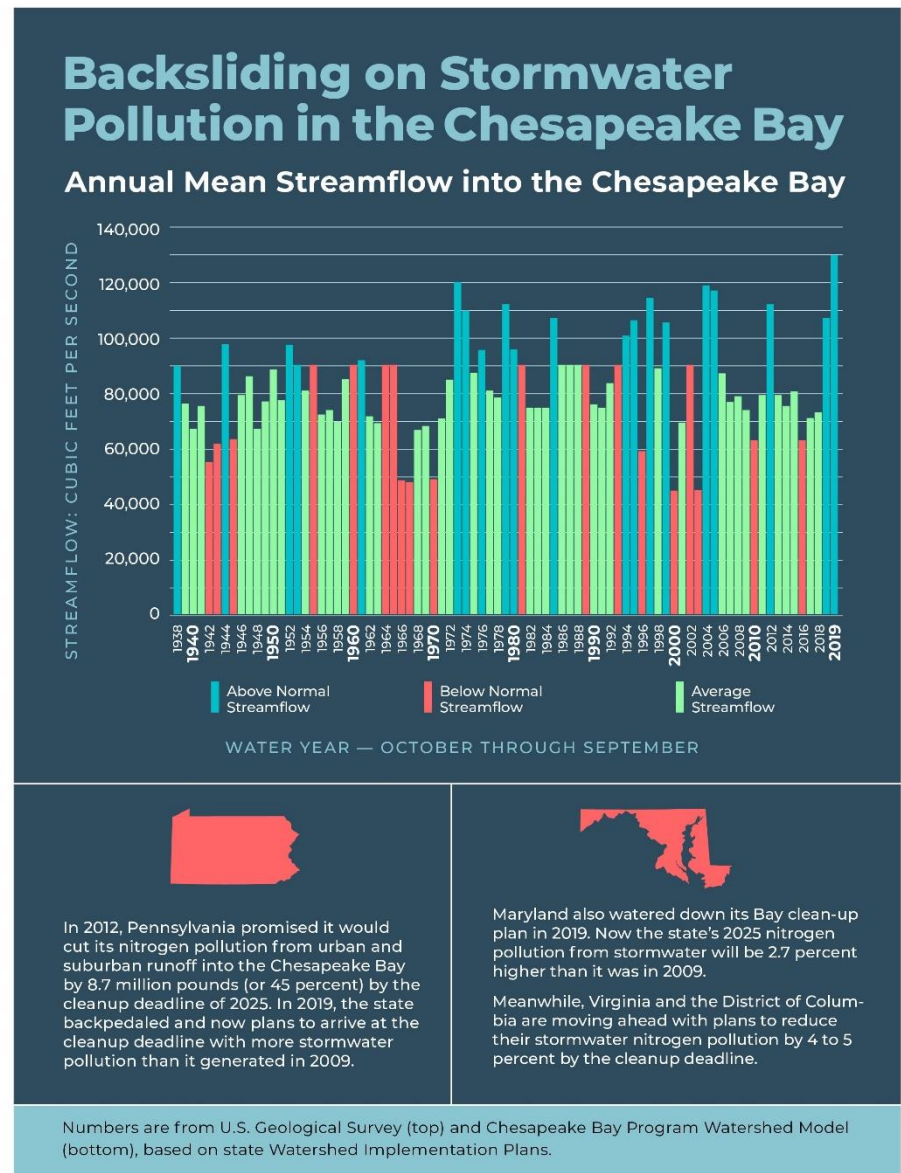 Backsliding on Stormwater
Pollution in the Chesapeake Bay
Annual Mean Streamflow into the Chesapeake Bay
STREAMFLOW: CUBIC FEET PER SECOND
140,000
120,000
100,000
80,000
60,000
40,000
20,000
0
1938
1940
1942
1944
1946
1948
1950
1952
1954
1956
1958
1960
1962
1964
1966
1968
1970
1972
1974
1976
1978
1980
1982
1984
1986
1988
1990
1992
1994
1996
1998
2000
2002
2004
2006
2008
2010
2012
2014
2016
2018
2019
Above Normal
Streamflow
Below Normal
Streamflow
Average
Streamflow
WATER YEAR — OCTOBER THROUGH SEPTEMBER
In 2012, Pennsylvania promised it would
cut its nitrogen pollution from urban and
suburban runoff into the Chesapeake Bay
by 8.7 million pounds (or 45 percent) by the
cleanup deadline of 2025. In 2019, the state
backpedaled and now plans to arrive at the
cleanup deadline with more stormwater
pollution than it generated in 2009.
Maryland also watered down its Bay clean-up
plan in 2019. Now the state's 2025 nitrogen
pollution from stormwater will be 2.7 percent
higher than it was in 2009.
Meanwhile, Virginia and the District of Colum-
bia are moving ahead with plans to reduce
their stormwater nitrogen pollution by 4 to 5
percent by the cleanup deadline.
Numbers are from U.S. Geological Survey (top) and Chesapeake Bay Program Watershed Model
(bottom), based on state Watershed Implementation Plans.